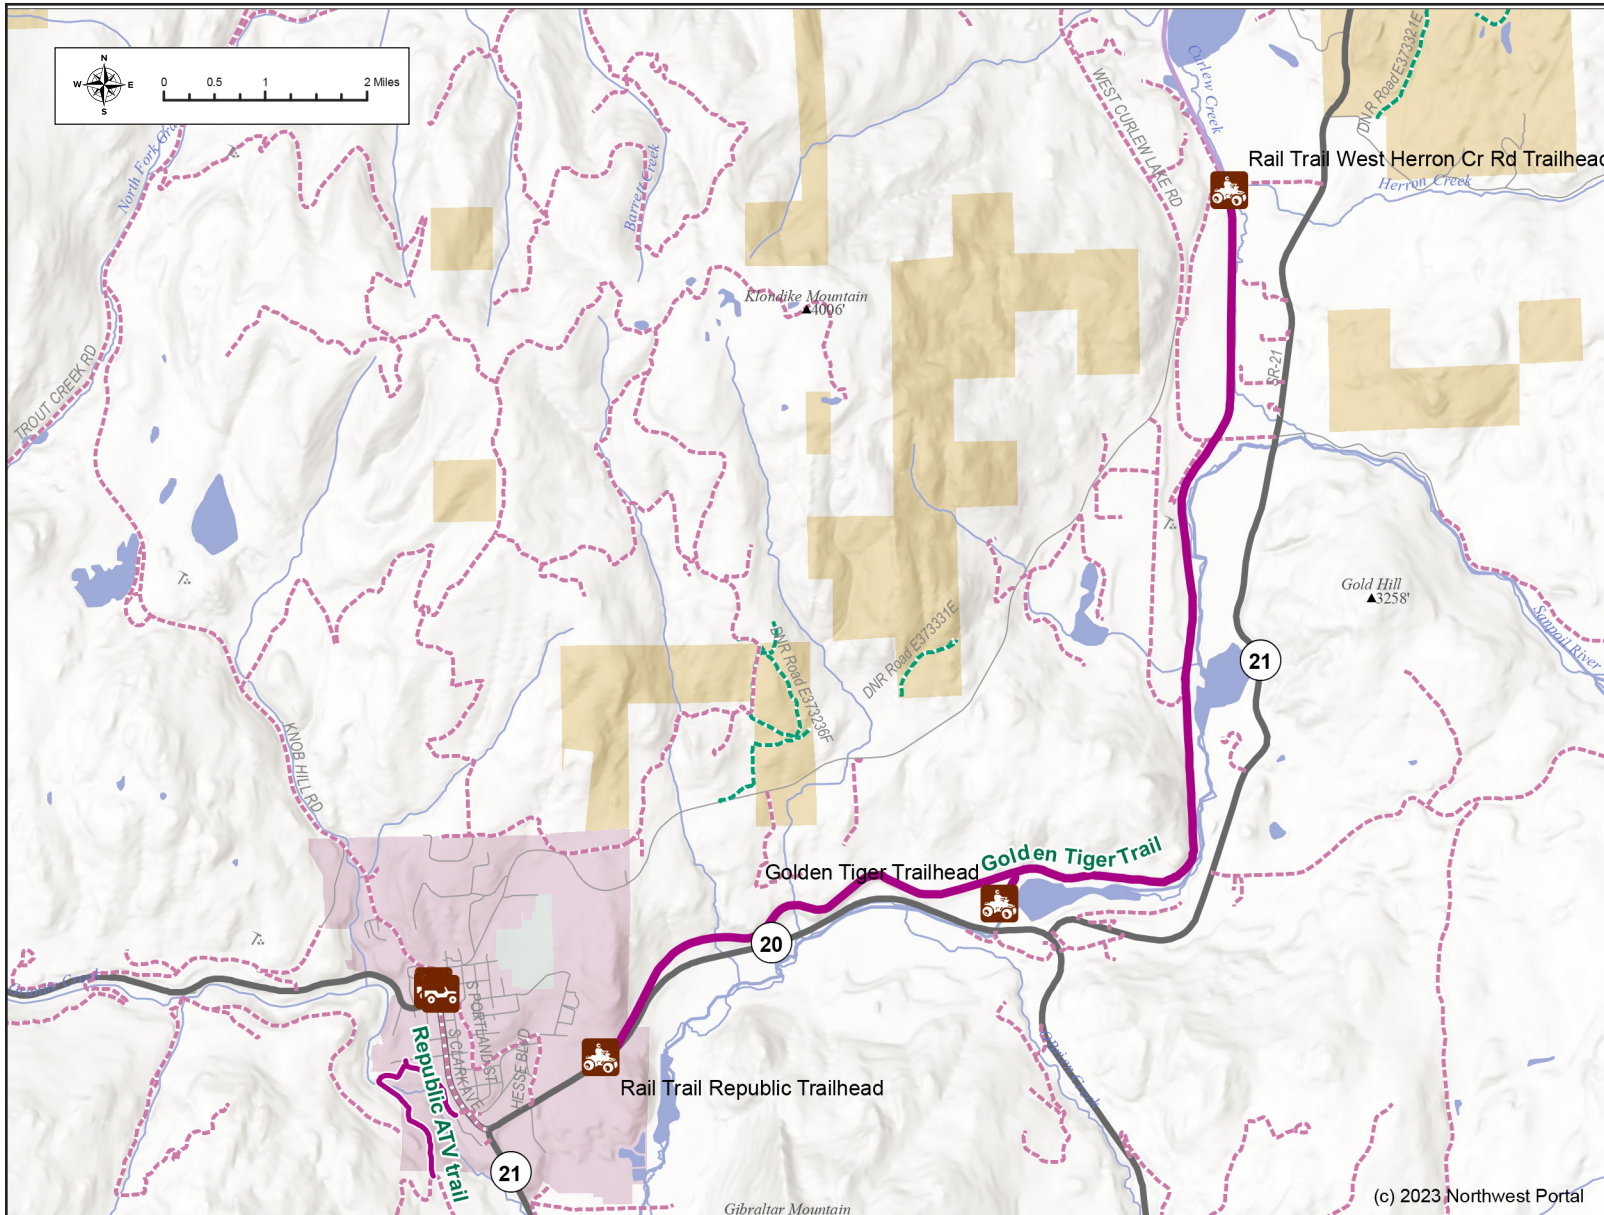 N
W E
S
0 0.5 1 2 Miles
North Fork Gra
Barrett Creek
Curlew Creek
WEST CURLEW LAKE RD
DNR Road E373321E
Rail Trail West Herron Cr Rd Trailhead
Herron Creek
Klondike Mountain
4006'
TROUT CREEK RD
SR-21
Gold Hill
3258'
Sanpoil River
21
DNR Road E373236F
DNR Road E373331E
KNOB HILL RD
Golden Tiger Trail
Golden Tiger Trailhead
20
S PORTLAND ST
S CLARK AVE
HESSE BLVD
Republic ATV trail
Rail Trail Republic Trailhead
O'Brien Creek
21
Gibraltar Mountain
(c) 2023 Northwest Portal